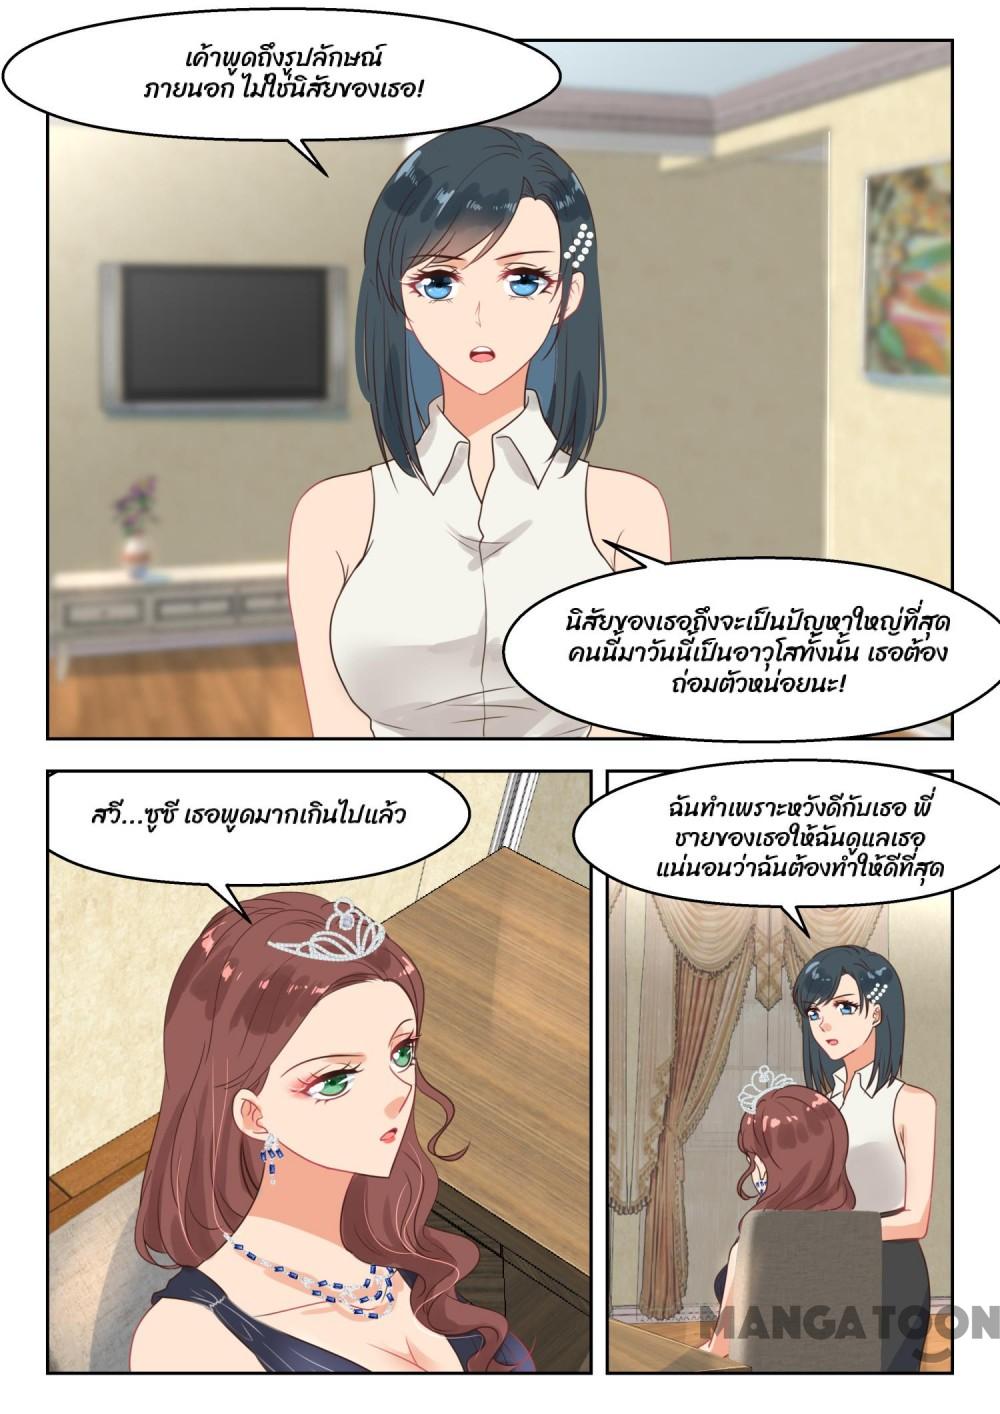 เค้าพูดถึงรูปลักษณ์
ภายนอก ไม่ใช่นิสัยของเธอ!
นิสัยของเธอถึงจะเป็นปัญหาใหญ่ที่สุด
คนนี้มาวันนี้เป็นอาวุโสทั้งนั้น เธอต้อง
ถ่อมตัวหน่อยนะ!
สวี...ซูซี เธอพูดมากเกินไปแล้ว
ฉันทำเพราะหวังดีกับเธอ พี่
ชายของเธอให้ฉันดูแลเธอ
แน่นอนว่าฉันต้องทำให้ดีที่สุด
MANGATOON